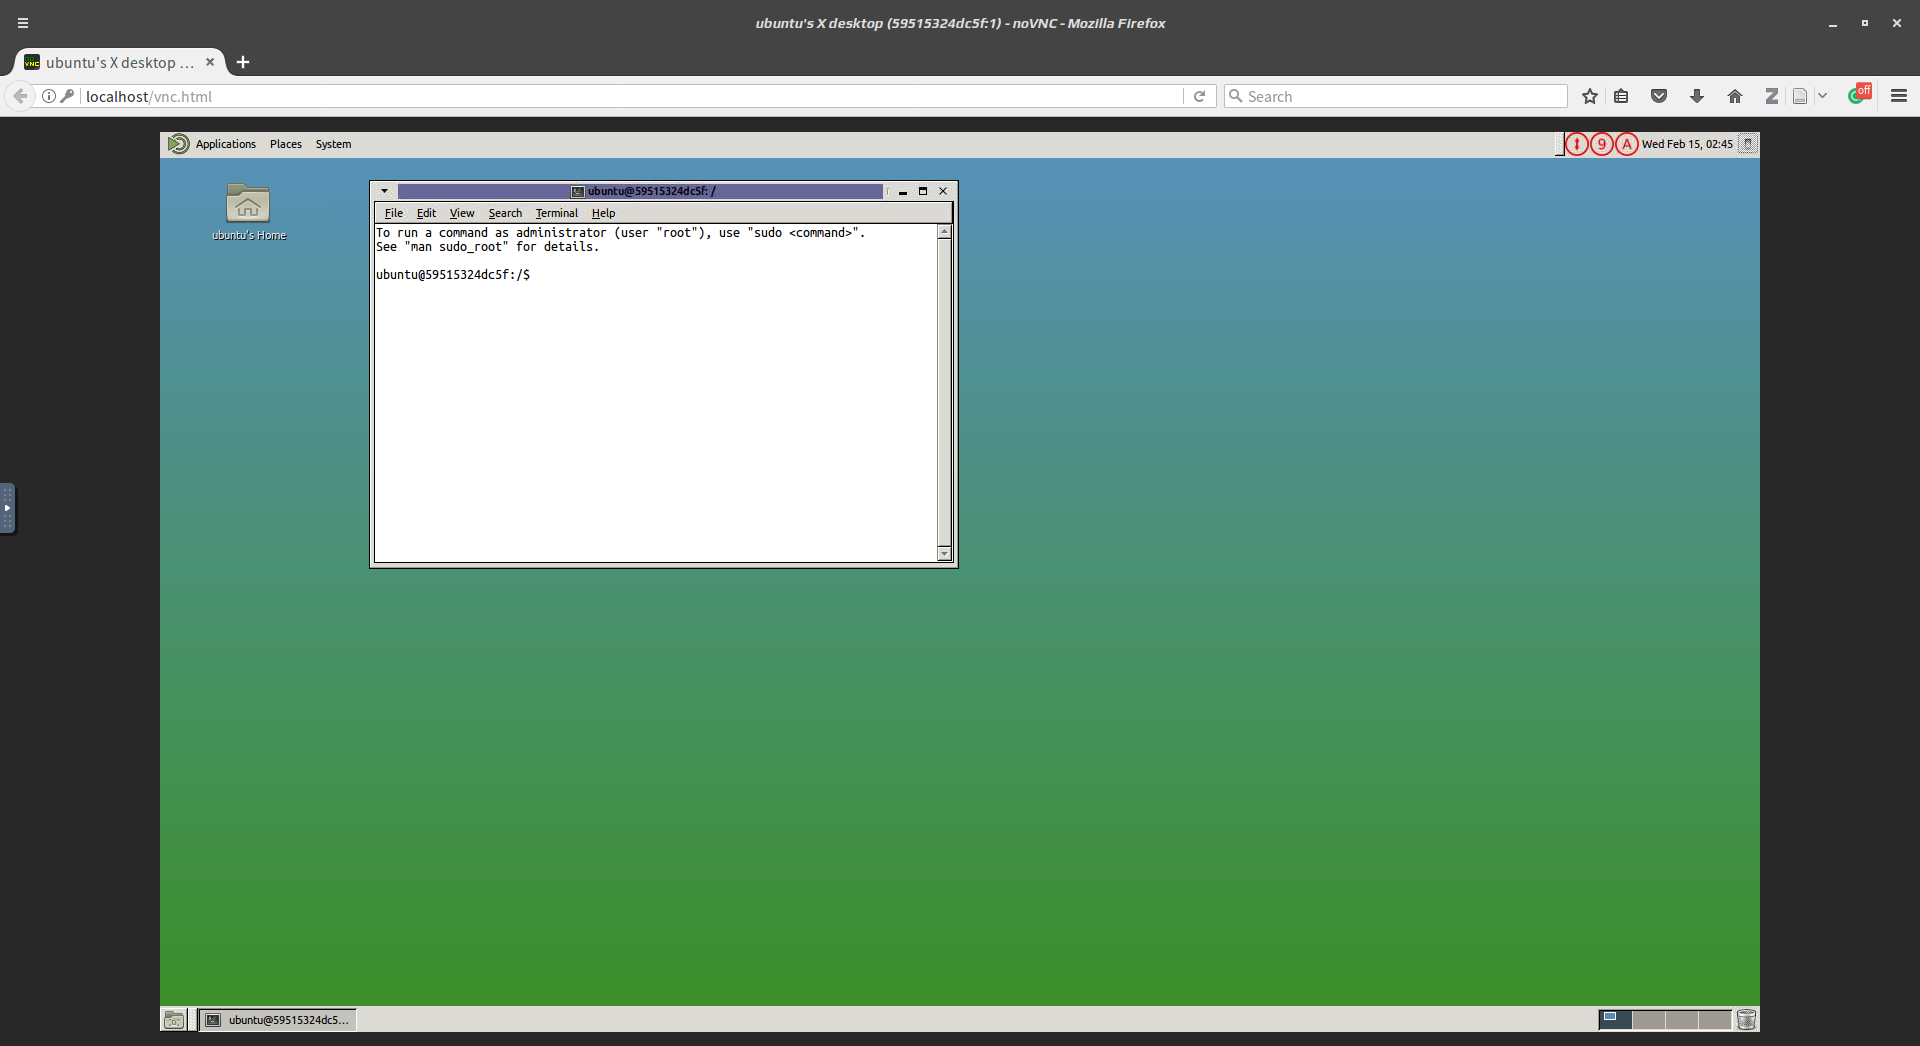 ubuntu's X desktop (59515324dc5f:1) - noVNC - Mozilla Firefox
ubuntu's X desktop ...
localhost/vnc.html
Search
off
Applications Places System
9 A Wed Feb 15, 02:45
ubuntu's Home
ubuntu@59515324dc5f: /
File Edit View Search Terminal Help
To run a command as administrator (user "root"), use "sudo <command>".
See "man sudo_root" for details.
ubuntu@59515324dc5f:/$
ubuntu@59515324dc5...